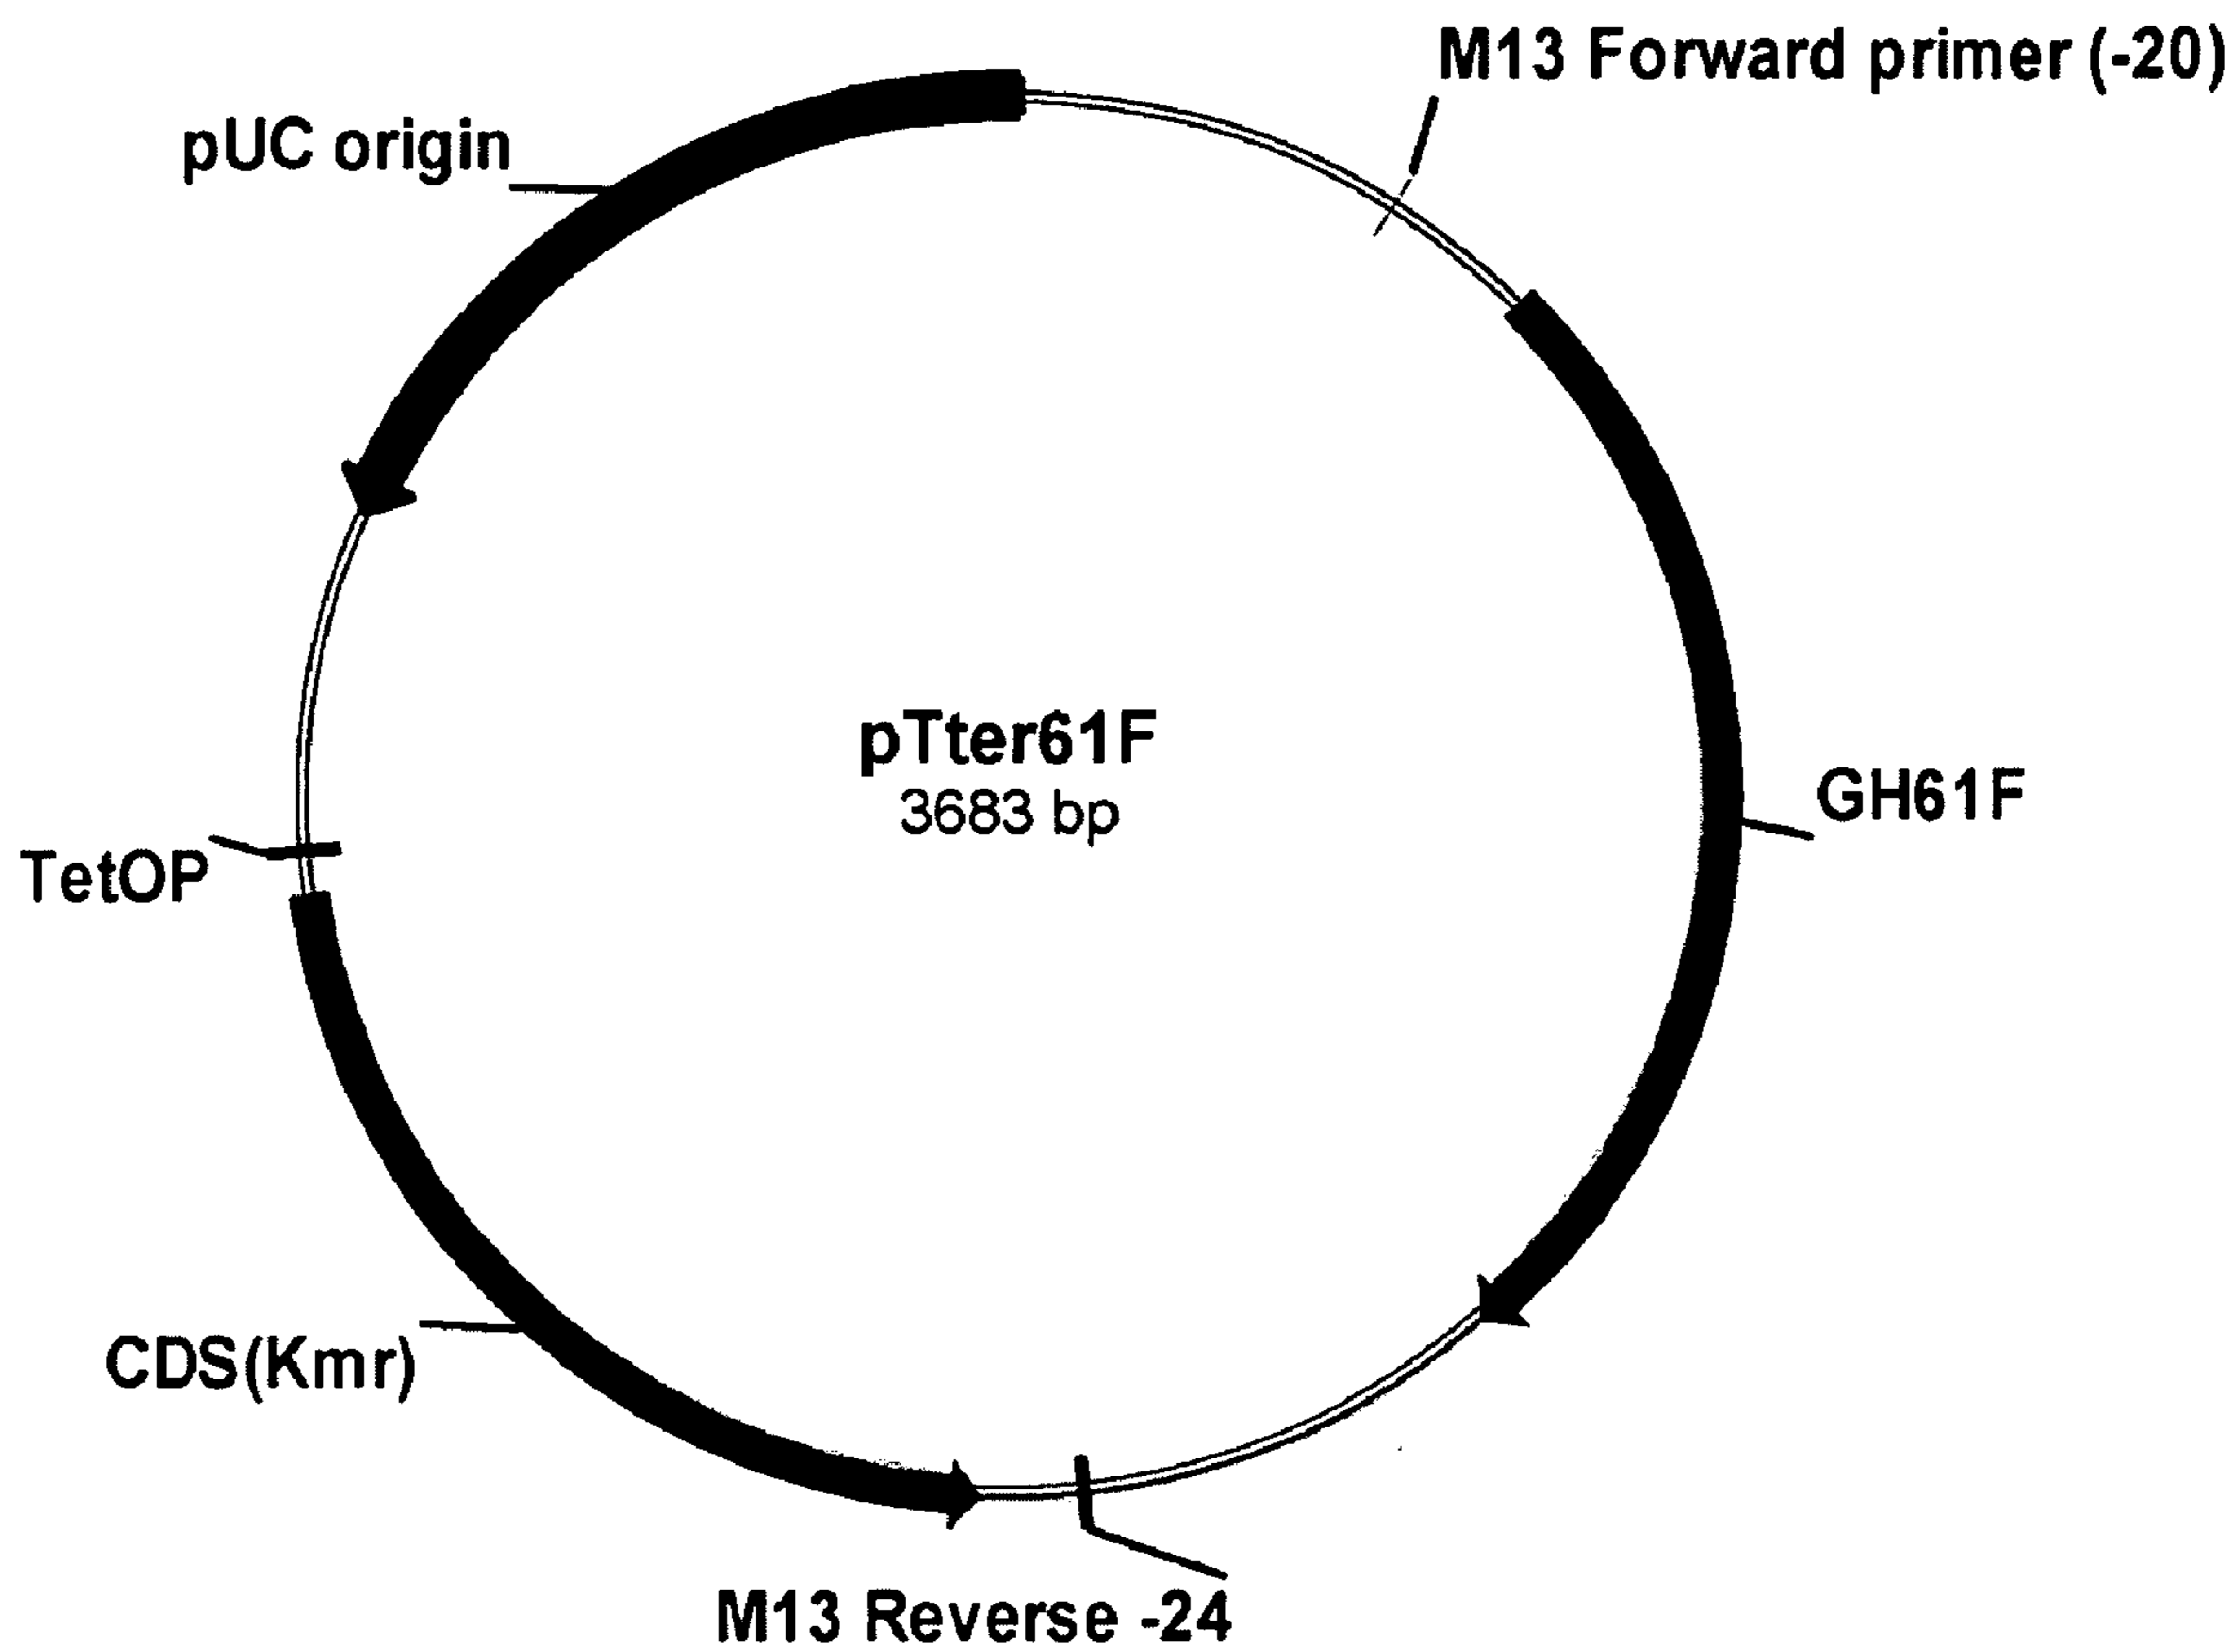 M13 Forward primer (-20)
pUC origin
pTter61F
3683 bp
GH61F
TetOP
CDS(Kmr)
M13 Reverse -24